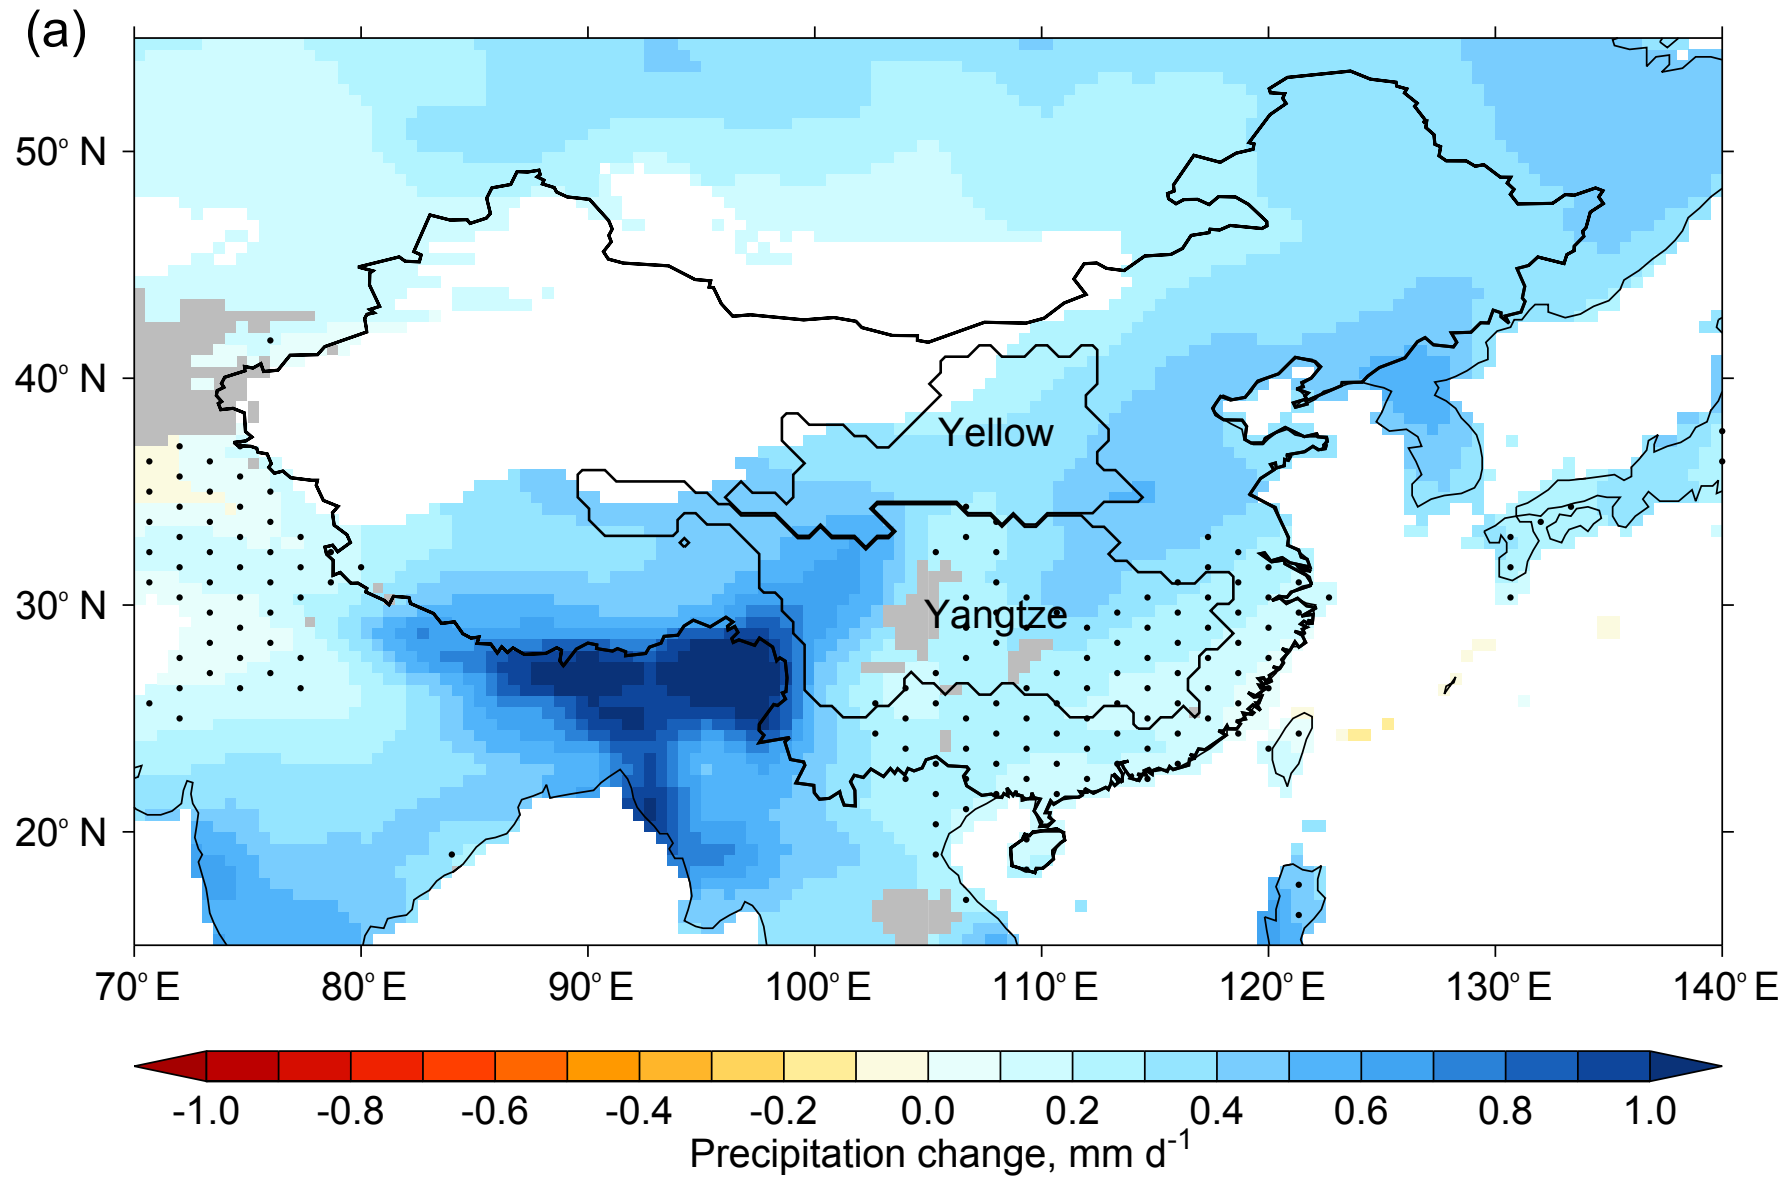 (a)
50° N
40° N
30° N
20° N
Yellow
Yangtze
70° E 80° E 90° E 100° E 110° E 120° E 130° E 140° E
-1.0 -0.8 -0.6 -0.4 -0.2 0.0 0.2 0.4 0.6 0.8 1.0
Precipitation change, mm d-1